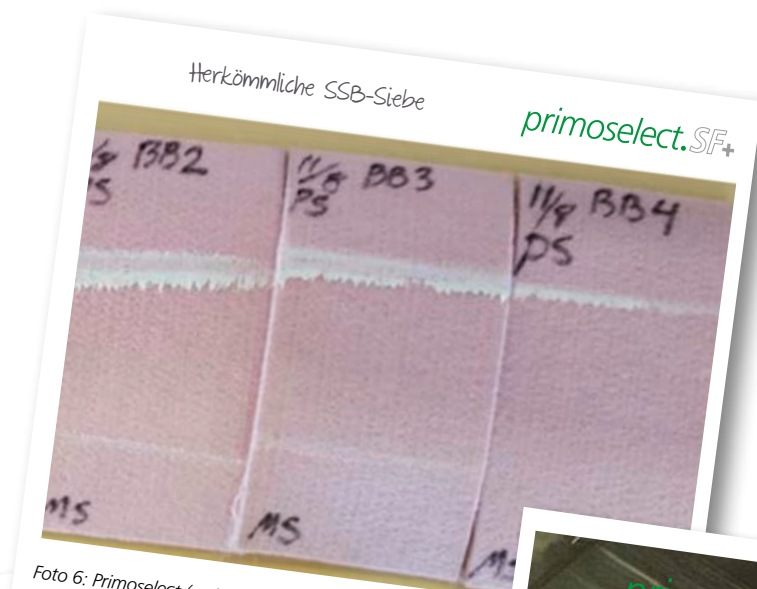 Herkömmliche SSB-Siebe
primoselect.SF+
BB2
11/8 BB3
PS
11/8 BB4
PS
MS
MS
Foto 6: Primoselect